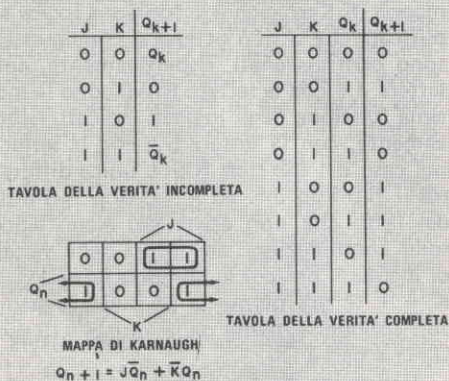 J K Qk+1
0 0 Qk
0 1 0
1 0 1
1 1 Q̅k
TAVOLA DELLA VERITA' INCOMPLETA
J K Qk Qk+1
0 0 0 0
0 0 1 1
0 1 0 0
0 1 1 0
1 0 0 1
1 0 1 1
1 1 0 1
1 1 1 0
TAVOLA DELLA VERITA' COMPLETA
J
0 0 1 1
Qn 1 0 0 1
K
MAPPA DI KARNAUGH
Qn+1 = JQ̅n + K̅Qn